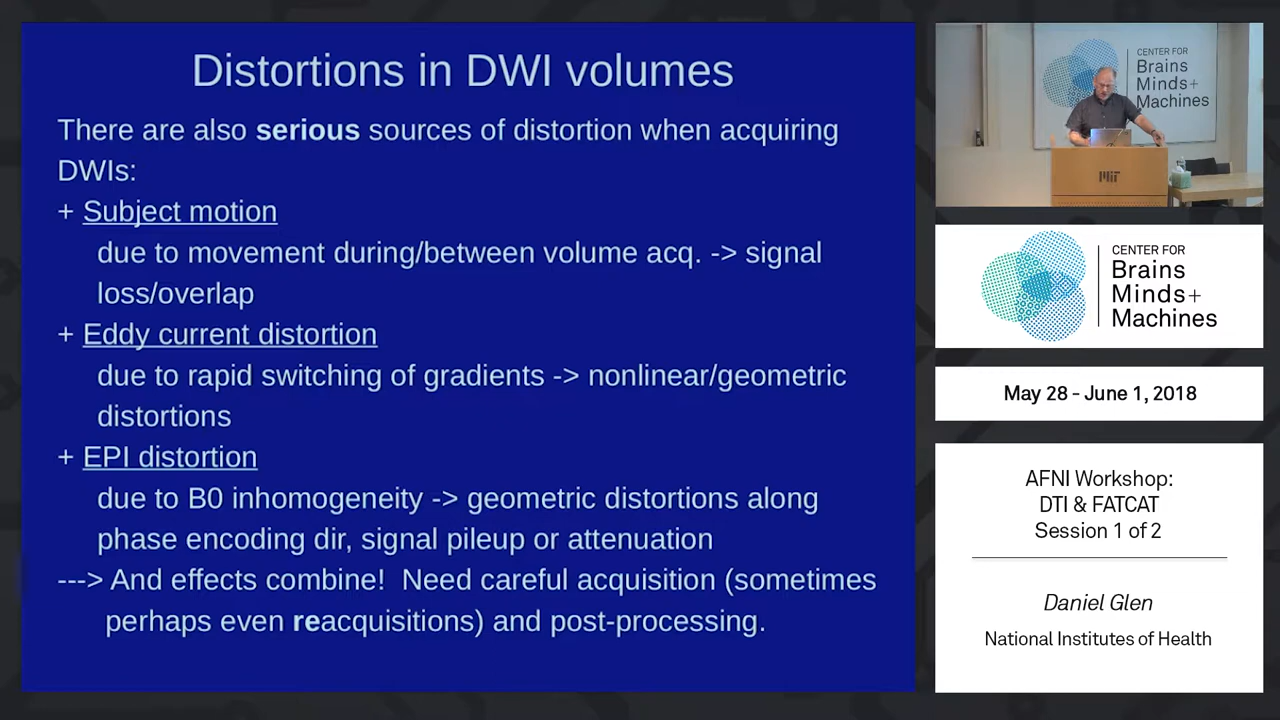 Distortions in DWI volumes
There are also serious sources of distortion when acquiring
DWIs:
+ Subject motion
due to movement during/between volume acq. -> signal
loss/overlap
+ Eddy current distortion
due to rapid switching of gradients -> nonlinear/geometric
distortions
+ EPI distortion
due to B0 inhomogeneity -> geometric distortions along
phase encoding dir, signal pileup or attenuation
---> And effects combine!  Need careful acquisition (sometimes
perhaps even reacquisitions) and post-processing.
CENTER FOR
Brains
Minds+
Machines
MIT
CENTER FOR
Brains
Minds+
Machines
May 28 - June 1, 2018
AFNI Workshop:
DTI & FATCAT
Session 1 of 2
Daniel Glen
National Institutes of Health